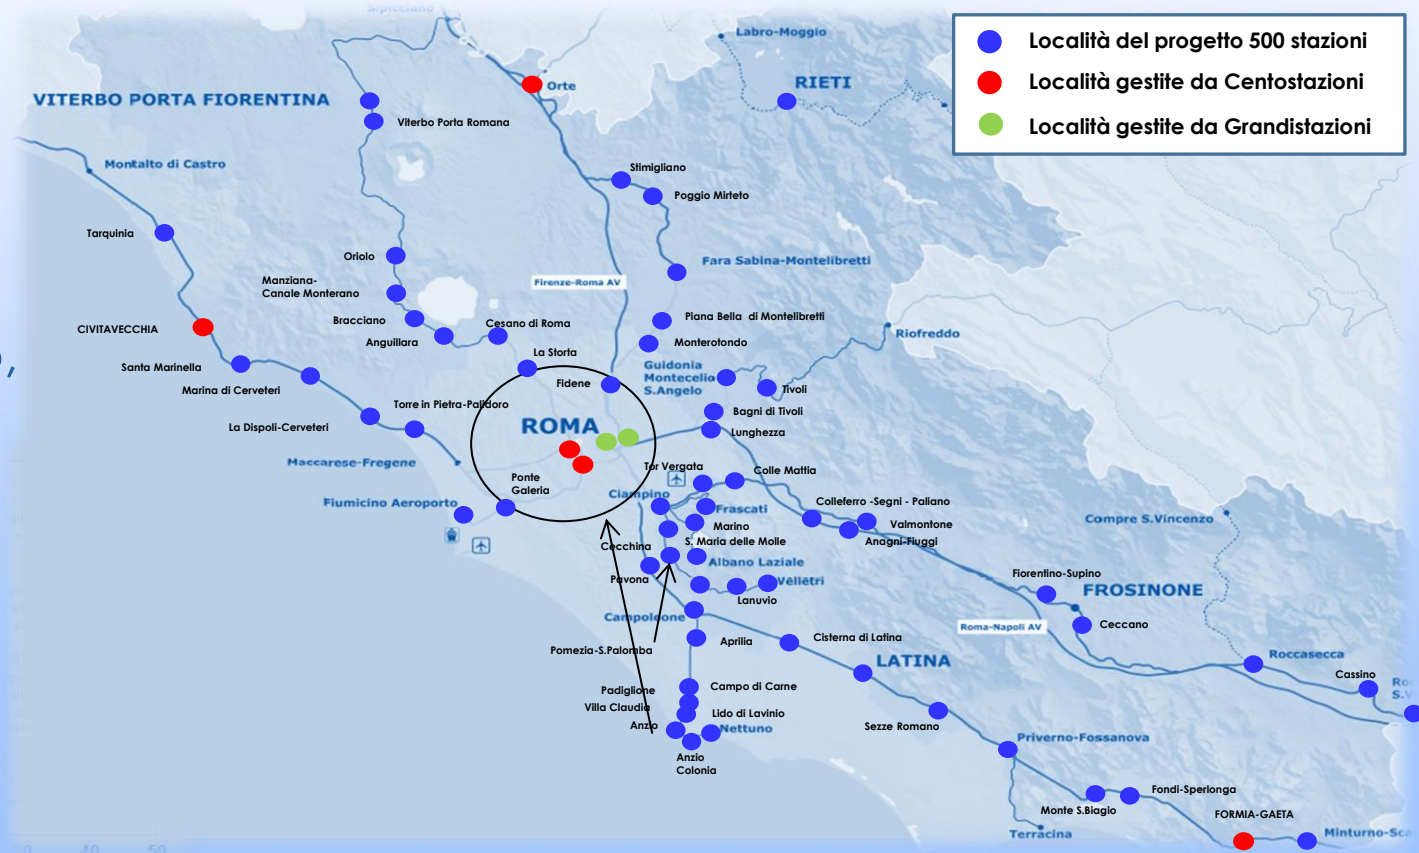 Sipicciano
Labro-Moggio
Località del progetto 500 stazioni
Località gestite da Centostazioni
Località gestite da Grandistazioni
RIETI
Orte
VITERBO PORTA FIORENTINA
Viterbo Porta Romana
Montalto di Castro
Stimigliano
Poggio Mirteto
Tarquinia
Oriolo
Fara Sabina-Montelibretti
Manziana-
Canale Monterano
Firenze-Roma AV
Bracciano
Cesano di Roma
Piana Bella di Montelibretti
CIVITAVECCHIA
Anguillara
Monterotondo
Riofreddo
La Storta
Santa Marinella
Guidonia
Montecelio
S.Angelo
Fidene
Tivoli
Marina di Cerveteri
Torre in Pietra-Palidoro
Bagni di Tivoli
La Dispoli-Cerveteri
ROMA
Lunghezza
Maccarese-Fregene
Tor Vergata
Colle Mattia
Ponte
Galeria
Ciampino
Fiumicino Aeroporto
Colleferro -Segni - Paliano
Frascati
Marino
Valmontone
Compre S.Vincenzo
Anagni-Fiuggi
S. Maria delle Molle
Cecchina
Albano Laziale
Pavona
Velletri
Fiorentino-Supino
FROSINONE
Lanuvio
Campoleone
Ceccano
Roma-Napoli AV
Aprilia
Cisterna di Latina
Pomezia-S.Palomba
LATINA
Roccasecca
Cassino
Padiglione
Campo di Carne
Villa Claudia
Lido di Lavinio
Anzio
Nettuno
Sezze Romano
Priverno-Fossanova
Anzio
Colonia
Fondi-Sperlonga
Monte S.Biagio
FORMIA-GAETA
Terracina
Minturno-Sca
40
50